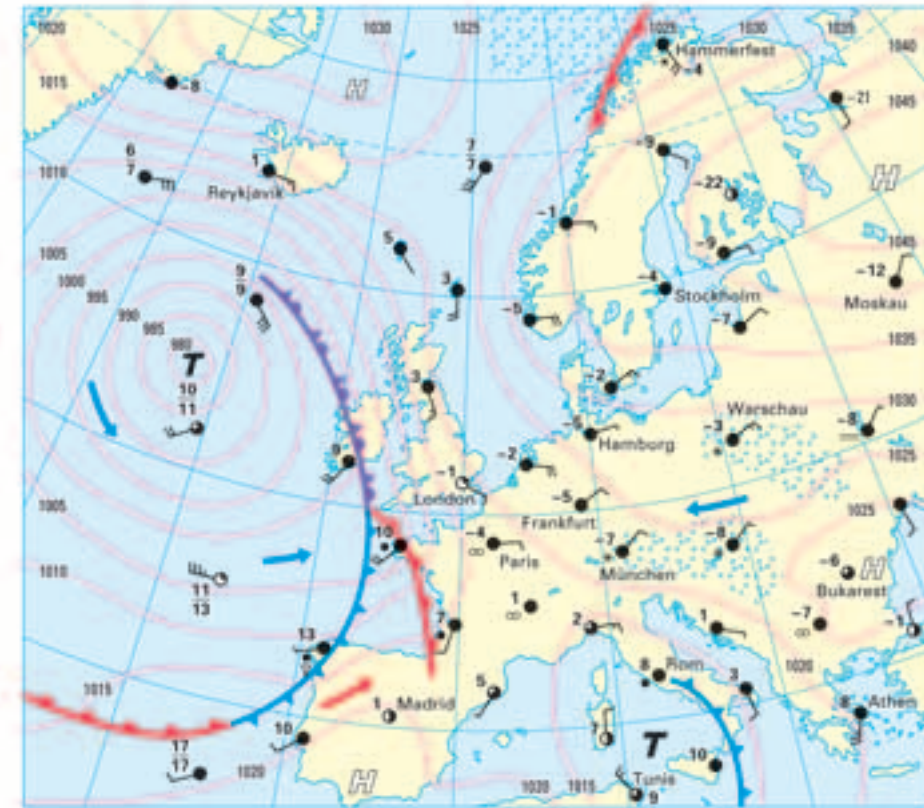 1020 1030 1025 1025 1030 1035 1040
1015 -8 H Hammerfest -4 1045
-21
1010 6 7 1 Reykjavik 7 7 -9 H
-22
5 -1 1045
1005 9 9 3 -9 -12
1000 -4 Stockholm Moskau
995 -5 -7
990 985 980 1035
T
10 11 3 -2 1030
Warschau
9 -5 Hamburg -3 -8
-2 1025
1005 -1 London -5 Frankfurt 1025
10 -4 Paris -7 München -8 -6 H
1010 11 13 Bukarest
1 -7 -1
13 7 2 1
1015 8 Rom 3 1020
5
1 Madrid 8 Athen
10 7 T 10
17 17 1020 H 1020 1015 Tunis 9 1015